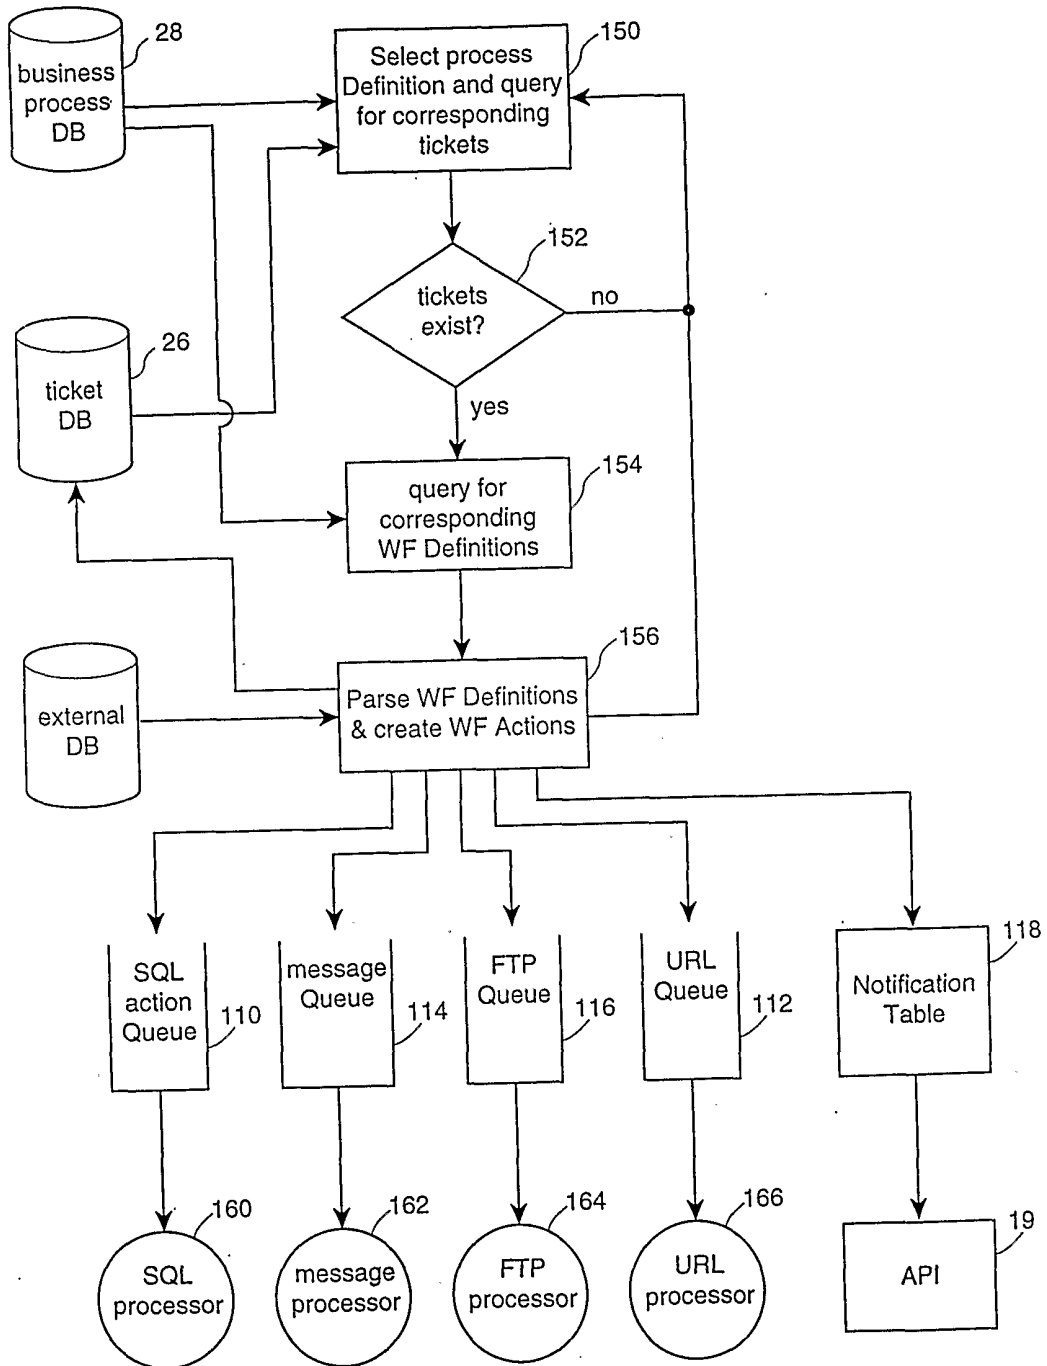 28
business
process
DB
150
Select process
Definition and query
for corresponding
tickets
152
tickets
exist?
no
yes
26
ticket
DB
154
query for
corresponding
WF Definitions
156
Parse WF Definitions
& create WF Actions
external
DB
SQL
action
Queue
110
message
Queue
114
FTP
Queue
116
URL
Queue
112
118
Notification
Table
160
SQL
processor
162
message
processor
164
FTP
processor
166
URL
processor
19
API